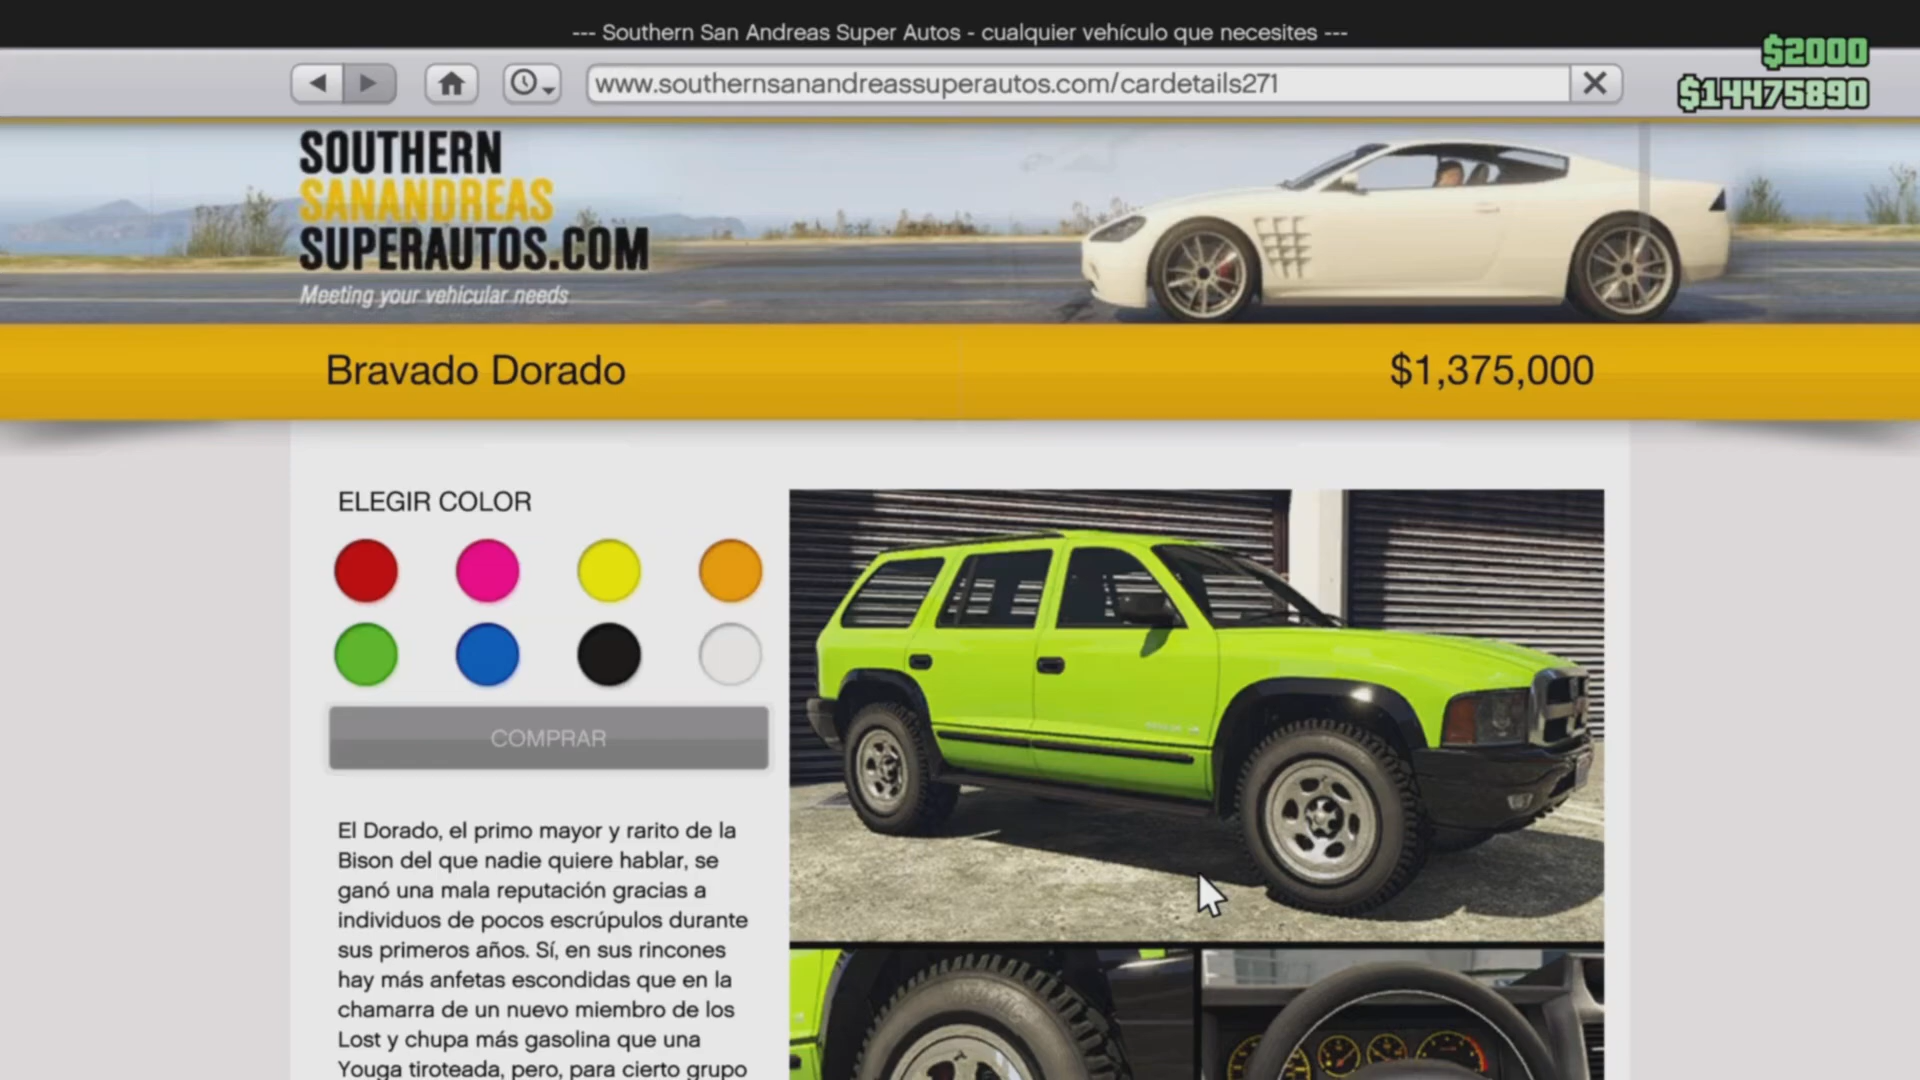 --- Southern San Andreas Super Autos - cualquier vehículo que necesites ---
$2000
www.southernsanandreassuperautos.com/cardetails271
$14475890
SOUTHERN
SANANDREAS
SUPERAUTOS.COM
Meeting your vehicular needs
Bravado Dorado
$1,375,000
ELEGIR COLOR
COMPRAR
El Dorado, el primo mayor y rarito de la
Bison del que nadie quiere hablar, se
ganó una mala reputación gracias a
individuos de pocos escrúpulos durante
sus primeros años. Sí, en sus rincones
hay más anfetas escondidas que en la
chamarra de un nuevo miembro de los
Lost y chupa más gasolina que una
Youga tiroteada, pero, para cierto grupo